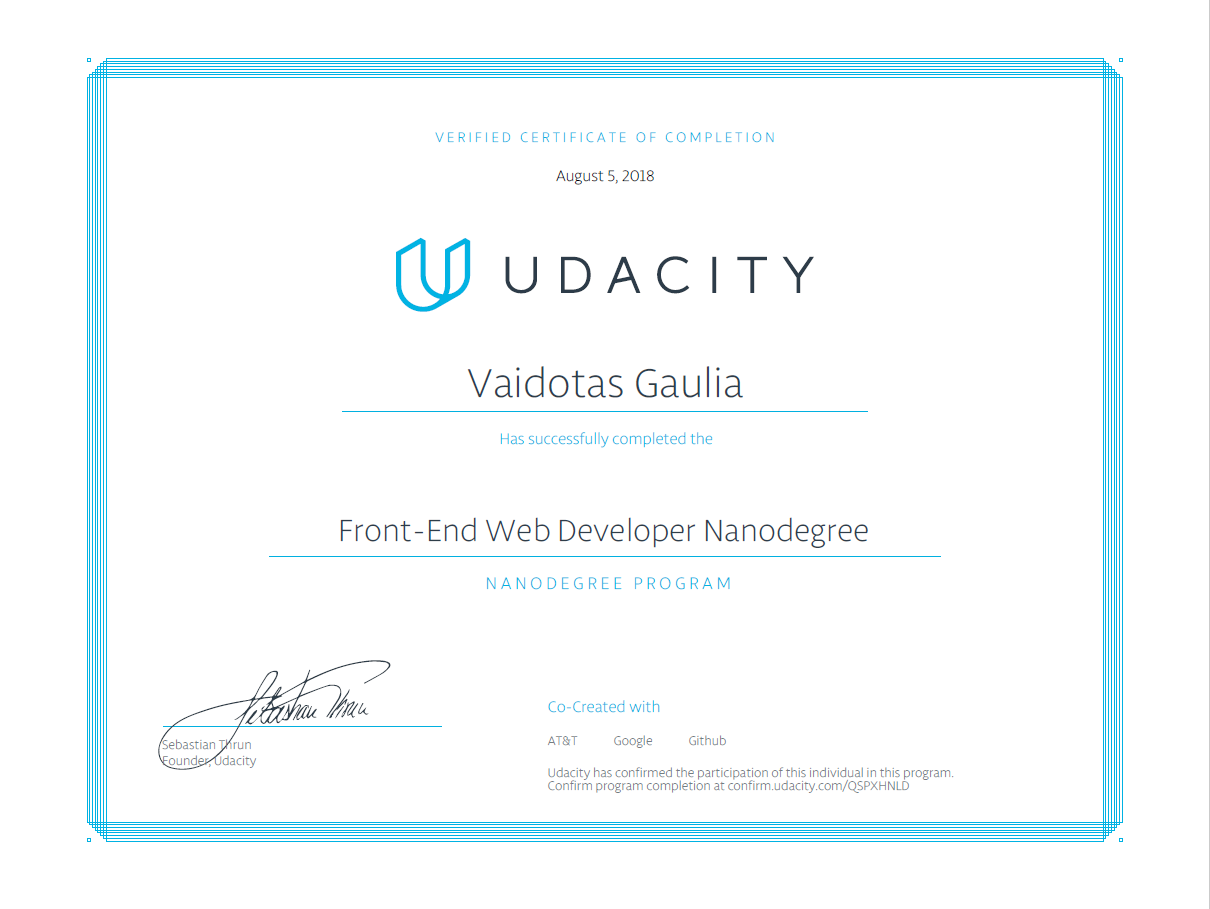 VERIFIED CERTIFICATE OF COMPLETION
August 5, 2018
UDACITY
Vaidotas Gaulia
Has successfully completed the
Front-End Web Developer Nanodegree
NANODEGREE PROGRAM
Sebastian Thrun
Sebastian Thrun
Founder, Udacity
Co-Created with
AT&T Google Github
Udacity has confirmed the participation of this individual in this program.
Confirm program completion at confirm.udacity.com/QSPXHNLD